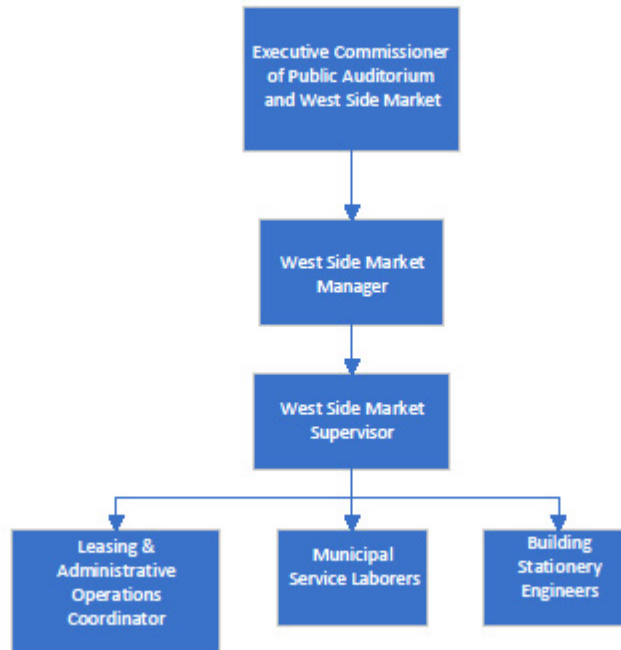 Executive Commissioner
of Public Auditorium
and West Side Market
West Side Market
Manager
West Side Market
Supervisor
Leasing &
Administrative
Operations
Coordinator
Municipal
Service Laborers
Building
Stationery
Engineers